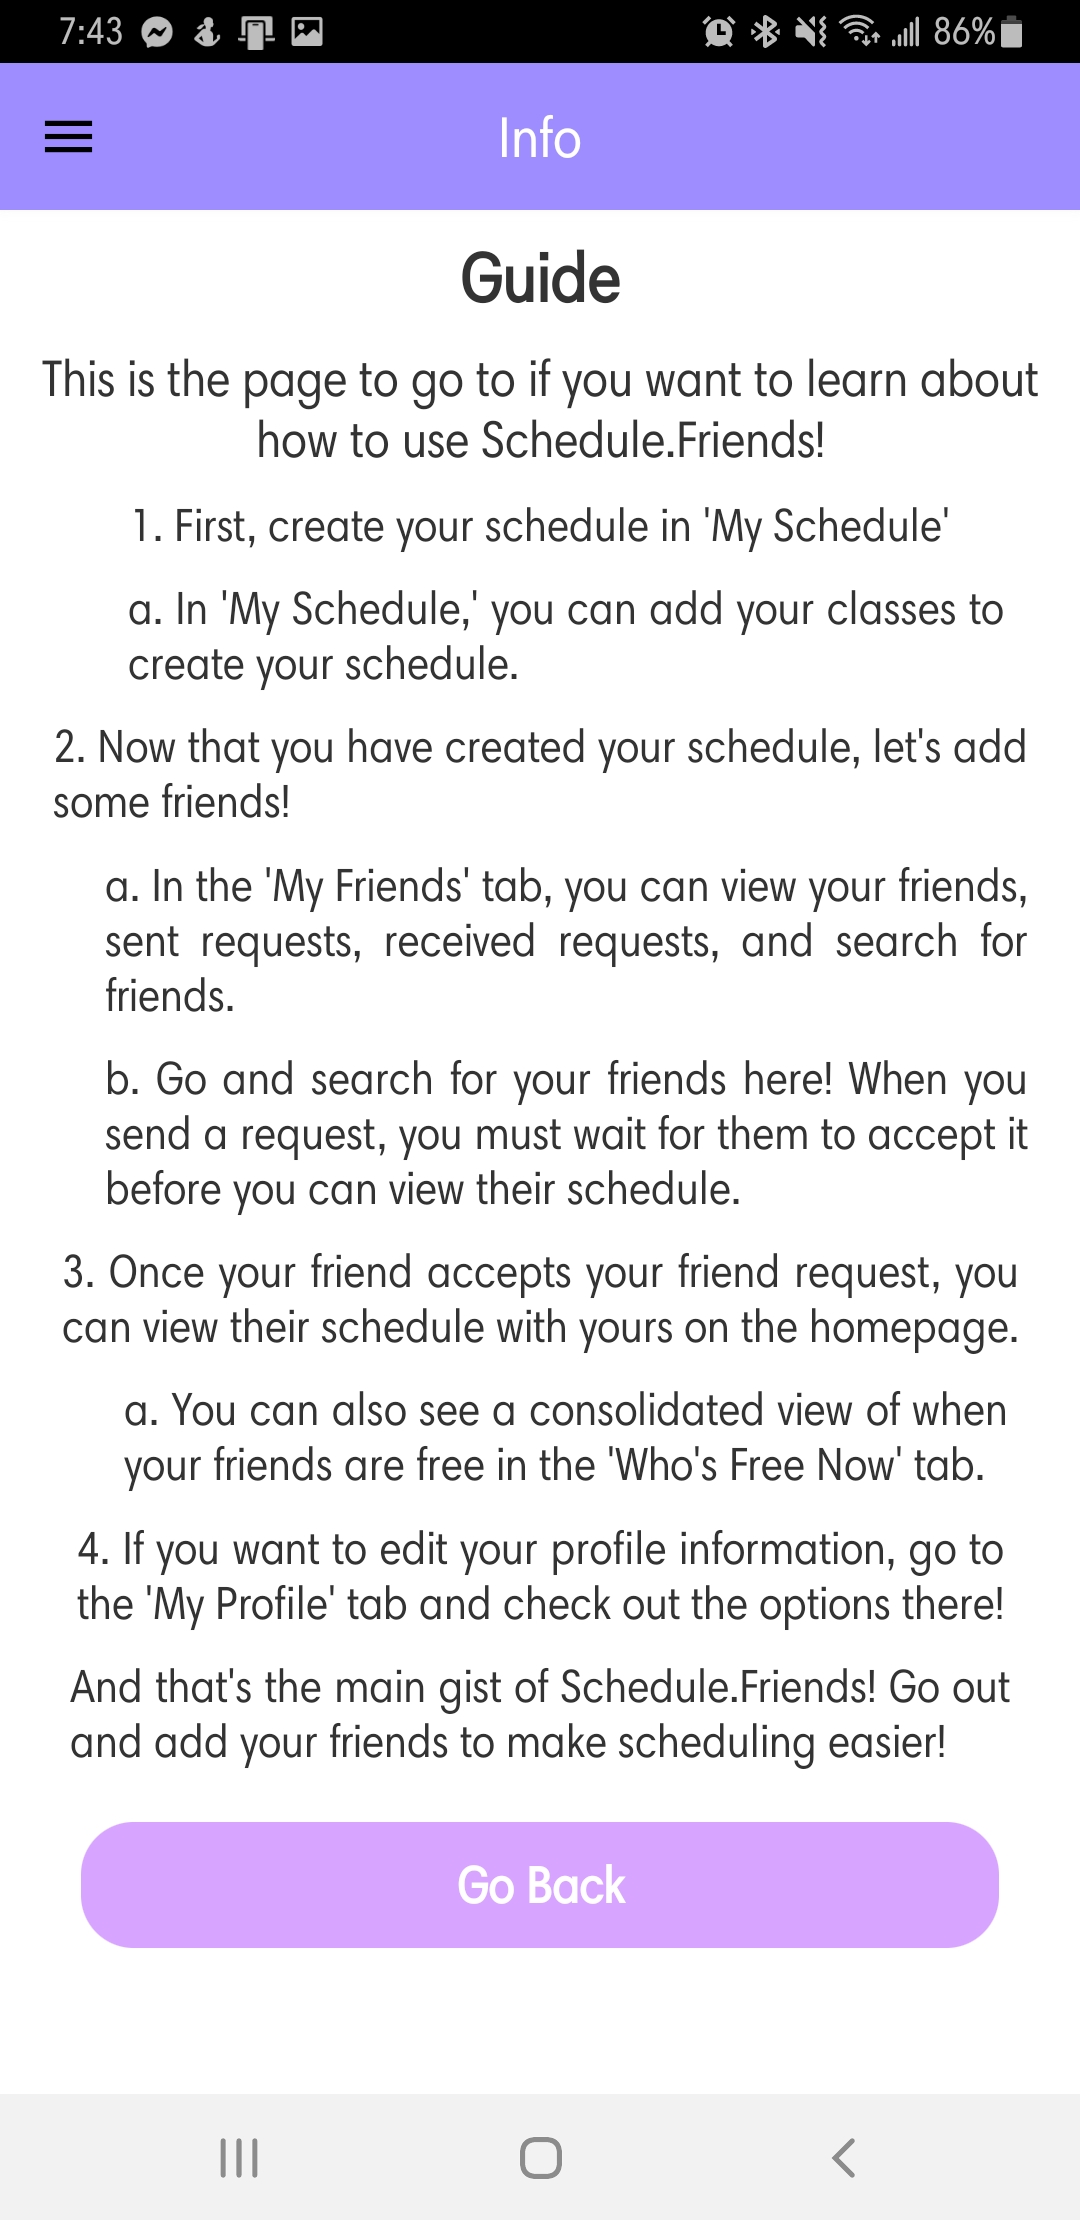 7:43
86%
Info
Guide
This is the page to go to if you want to learn about
how to use Schedule.Friends!
1. First, create your schedule in 'My Schedule'
a. In 'My Schedule,' you can add your classes to
create your schedule.
2. Now that you have created your schedule, let's add
some friends!
a. In the 'My Friends' tab, you can view your friends,
sent requests, received requests, and search for
friends.
b. Go and search for your friends here! When you
send a request, you must wait for them to accept it
before you can view their schedule.
3. Once your friend accepts your friend request, you
can view their schedule with yours on the homepage.
a. You can also see a consolidated view of when
your friends are free in the 'Who's Free Now' tab.
4. If you want to edit your profile information, go to
the 'My Profile' tab and check out the options there!
And that's the main gist of Schedule.Friends! Go out
and add your friends to make scheduling easier!
Go Back